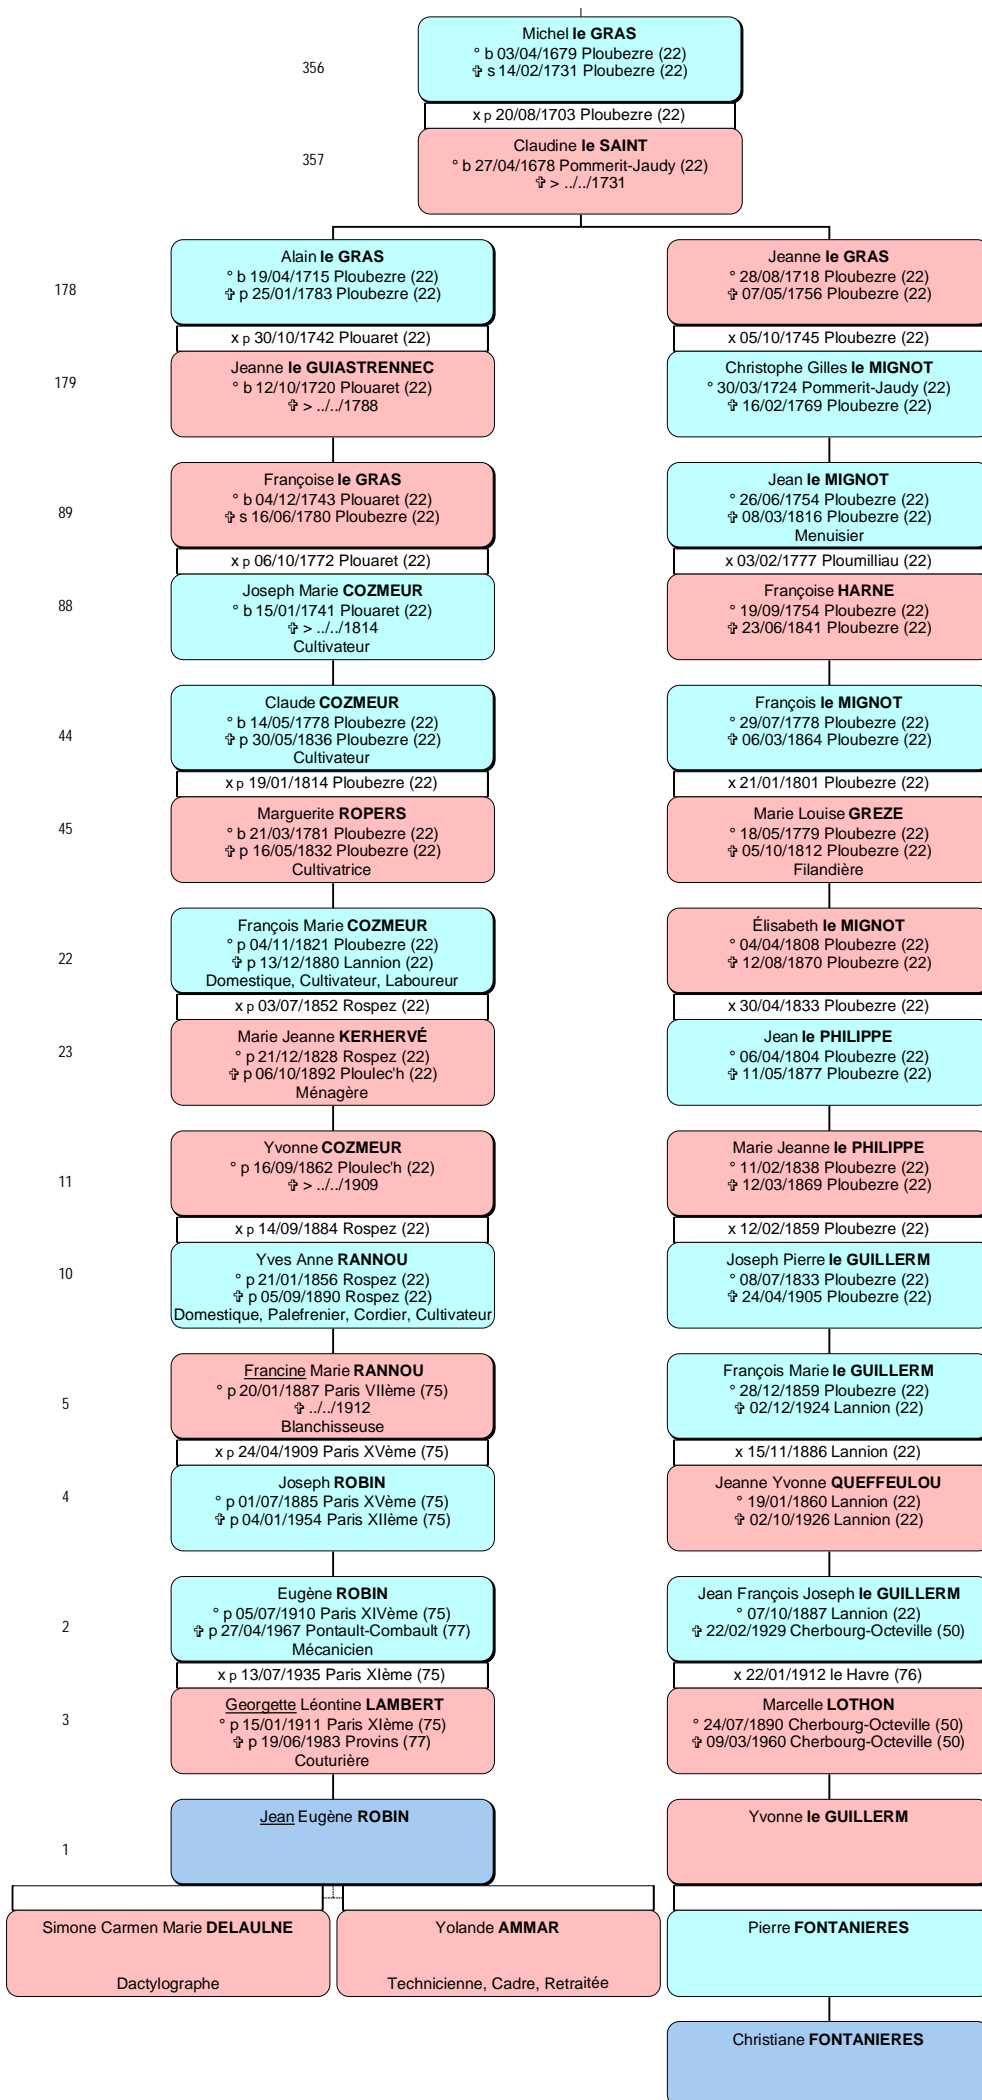 356
Michel le GRAS
° b 03/04/1679 Ploubezre (22)
✞ s 14/02/1731 Ploubezre (22)
x p 20/08/1703 Ploubezre (22)
357
Claudine le SAINT
° b 27/04/1678 Pommerit-Jaudy (22)
✞ > ../../1731
178
Alain le GRAS
° b 19/04/1715 Ploubezre (22)
✞ p 25/01/1783 Ploubezre (22)
x p 30/10/1742 Plouaret (22)
179
Jeanne le GUIASTRENNEC
° b 12/10/1720 Plouaret (22)
✞ > ../../1788
Jeanne le GRAS
° 28/08/1718 Ploubezre (22)
✞ 07/05/1756 Ploubezre (22)
x 05/10/1745 Ploubezre (22)
Christophe Gilles le MIGNOT
° 30/03/1724 Pommerit-Jaudy (22)
✞ 16/02/1769 Ploubezre (22)
89
Françoise le GRAS
° b 04/12/1743 Plouaret (22)
✞ s 16/06/1780 Ploubezre (22)
x p 06/10/1772 Plouaret (22)
88
Joseph Marie COZMEUR
° b 15/01/1741 Plouaret (22)
✞ > ../../1814
Cultivateur
Jean le MIGNOT
° 26/06/1754 Ploubezre (22)
✞ 08/03/1816 Ploubezre (22)
Menuisier
x 03/02/1777 Ploumilliau (22)
Françoise HARNE
° 19/09/1754 Ploubezre (22)
✞ 23/06/1841 Ploubezre (22)
44
Claude COZMEUR
° b 14/05/1778 Ploubezre (22)
✞ p 30/05/1836 Ploubezre (22)
Cultivateur
x p 19/01/1814 Ploubezre (22)
45
Marguerite ROPERS
° b 21/03/1781 Ploubezre (22)
✞ p 16/05/1832 Ploubezre (22)
Cultivatrice
François le MIGNOT
° 29/07/1778 Ploubezre (22)
✞ 06/03/1864 Ploubezre (22)
x 21/01/1801 Ploubezre (22)
Marie Louise GREZE
° 18/05/1779 Ploubezre (22)
✞ 05/10/1812 Ploubezre (22)
Filandière
22
François Marie COZMEUR
° p 04/11/1821 Ploubezre (22)
✞ p 13/12/1880 Lannion (22)
Domestique, Cultivateur, Laboureur
x p 03/07/1852 Rospez (22)
23
Marie Jeanne KERHERVÉ
° p 21/12/1828 Rospez (22)
✞ p 06/10/1892 Ploulec'h (22)
Ménagère
Élisabeth le MIGNOT
° 04/04/1808 Ploubezre (22)
✞ 12/08/1870 Ploubezre (22)
x 30/04/1833 Ploubezre (22)
Jean le PHILIPPE
° 06/04/1804 Ploubezre (22)
✞ 11/05/1877 Ploubezre (22)
11
Yvonne COZMEUR
° p 16/09/1862 Ploulec'h (22)
✞ > ../../1909
x p 14/09/1884 Rospez (22)
10
Yves Anne RANNOU
° p 21/01/1856 Rospez (22)
✞ p 05/09/1890 Rospez (22)
Domestique, Palefrenier, Cordier, Cultivateur
Marie Jeanne le PHILIPPE
° 11/02/1838 Ploubezre (22)
✞ 12/03/1869 Ploubezre (22)
x 12/02/1859 Ploubezre (22)
Joseph Pierre le GUILLERM
° 08/07/1833 Ploubezre (22)
✞ 24/04/1905 Ploubezre (22)
5
Francine Marie RANNOU
° p 20/01/1887 Paris VIIème (75)
✞ ../../1912
Blanchisseuse
x p 24/04/1909 Paris XVème (75)
4
Joseph ROBIN
° p 01/07/1885 Paris XVème (75)
✞ p 04/01/1954 Paris XIIème (75)
François Marie le GUILLERM
° 28/12/1859 Ploubezre (22)
✞ 02/12/1924 Lannion (22)
x 15/11/1886 Lannion (22)
Jeanne Yvonne QUEFFEULOU
° 19/01/1860 Lannion (22)
✞ 02/10/1926 Lannion (22)
2
Eugène ROBIN
° p 05/07/1910 Paris XIVème (75)
✞ p 27/04/1967 Pontault-Combault (77)
Mécanicien
x p 13/07/1935 Paris XIème (75)
3
Georgette Léontine LAMBERT
° p 15/01/1911 Paris XIème (75)
✞ p 19/06/1983 Provins (77)
Couturière
Jean François Joseph le GUILLERM
° 07/10/1887 Lannion (22)
✞ 22/02/1929 Cherbourg-Octeville (50)
x 22/01/1912 le Havre (76)
Marcelle LOTHON
° 24/07/1890 Cherbourg-Octeville (50)
✞ 09/03/1960 Cherbourg-Octeville (50)
1
Jean Eugène ROBIN
Yvonne le GUILLERM
Simone Carmen Marie DELAULNE
Dactylographe
Yolande AMMAR
Technicienne, Cadre, Retraitée
Pierre FONTANIERES
Christiane FONTANIERES